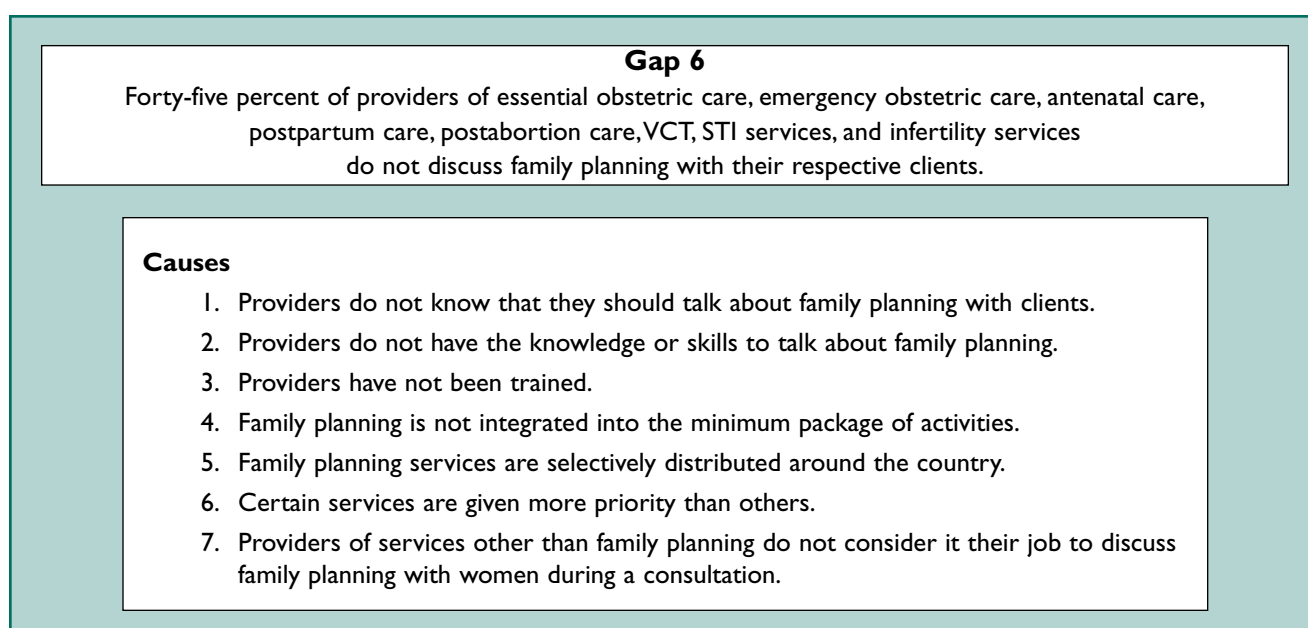 Gap 6
Forty-five percent of providers of essential obstetric care, emergency obstetric care, antenatal care,
postpartum care, postabortion care, VCT, STI services, and infertility services
do not discuss family planning with their respective clients.
Causes
1. Providers do not know that they should talk about family planning with clients.
2. Providers do not have the knowledge or skills to talk about family planning.
3. Providers have not been trained.
4. Family planning is not integrated into the minimum package of activities.
5. Family planning services are selectively distributed around the country.
6. Certain services are given more priority than others.
7. Providers of services other than family planning do not consider it their job to discuss
family planning with women during a consultation.